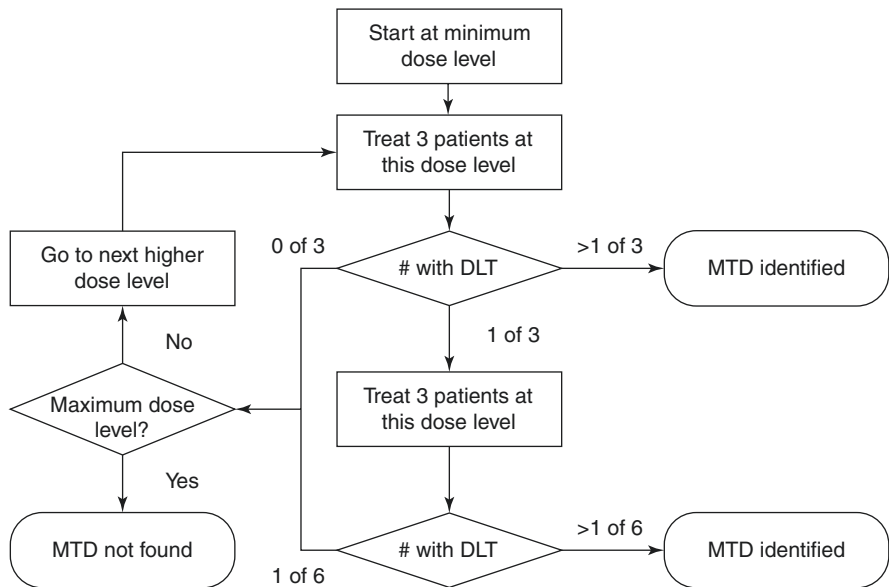 Start at minimum
dose level
Treat 3 patients at
this dose level
0 of 3
>1 of 3
Go to next higher
dose level
# with DLT
MTD identified
1 of 3
No
Treat 3 patients at
this dose level
Maximum dose
level?
Yes
>1 of 6
MTD not found
# with DLT
MTD identified
1 of 6